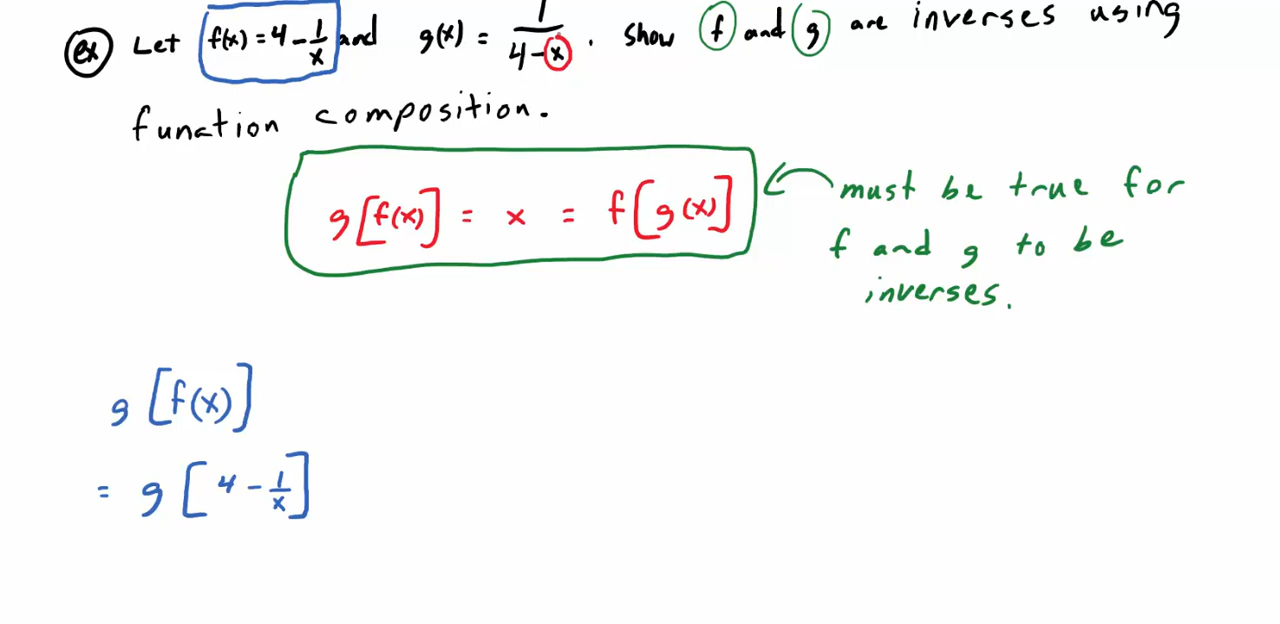 ex Let f(x) = 4 - 1/x and g(x) = 1/(4-x). Show f and g are inverses using
function composition.
g[f(x)] = x = f[g(x)]
must be true for
f and g to be
inverses.
g[f(x)]
= g[4 - 1/x]